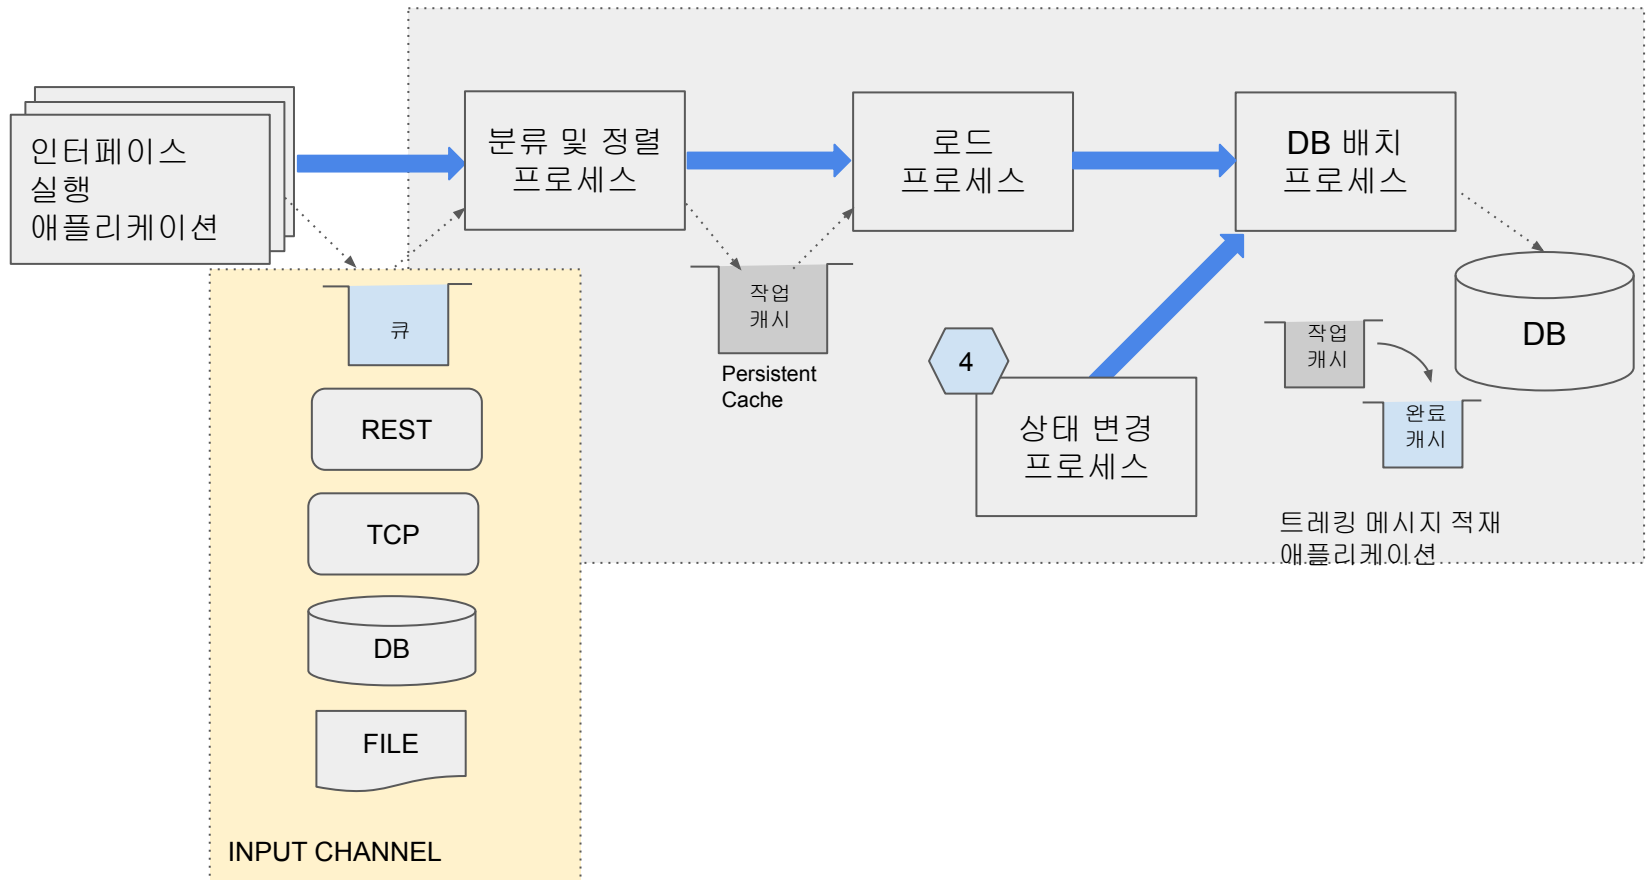 인터페이스
실행
애플리케이션
분류 및 정렬
프로세스
로드
프로세스
DB 배치
프로세스
큐
작업
캐시
Persistent
Cache
4
상태 변경
프로세스
작업
캐시
완료
캐시
DB
트레킹 메시지 적재
애플리케이션
REST
TCP
DB
FILE
INPUT CHANNEL